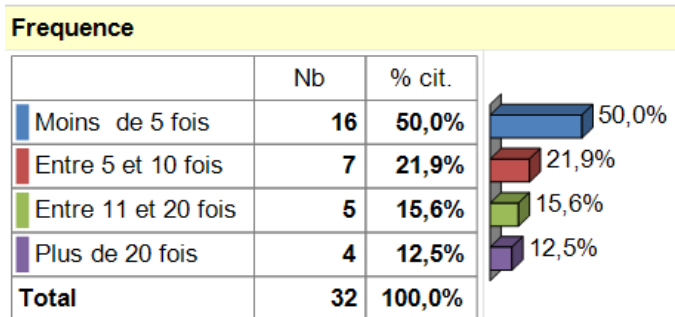 Frequence
Nb % cit.
Moins de 5 fois 16 50,0% 50,0%
Entre 5 et 10 fois 7 21,9% 21,9%
Entre 11 et 20 fois 5 15,6% 15,6%
Plus de 20 fois 4 12,5% 12,5%
Total 32 100,0%